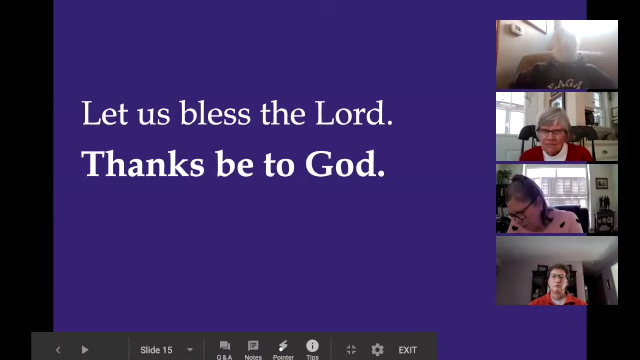 Let us bless the Lord.
Thanks be to God.
Slide 15
Q & A
Notes
Pointer
Tips
EXIT